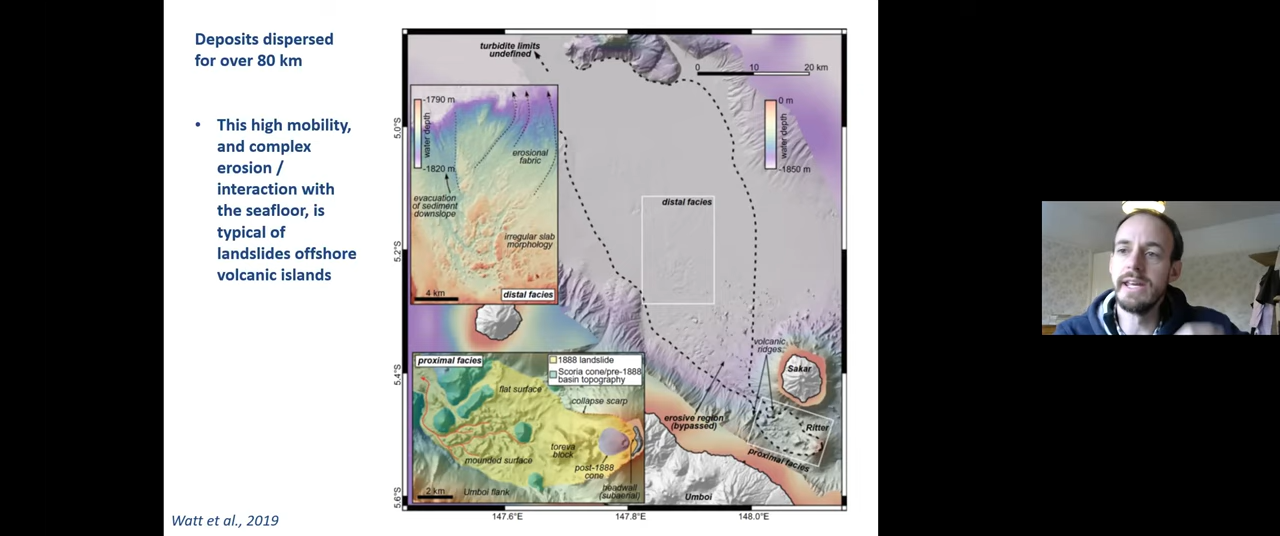 Deposits dispersed
for over 80 km
• This high mobility,
and complex
erosion /
interaction with
the seafloor, is
typical of
landslides offshore
volcanic islands
Watt et al., 2019
turbidite limits
undefined
0 10 20 km
0 m
water depth
-1850 m
5.0°S
5.2°S
5.4°S
5.6°S
-1790 m
water depth
-1820 m
erosional
fabric
evacuation
of sediment
downslope
irregular slab
morphology
4 km
distal facies
distal facies
volcanic
ridges
Sakar
Ritter
erosive region
(bypassed)
proximal facies
Umboi
proximal facies
1888 landslide
Scoria cone/pre-1888
basin topography
flat surface
collapse scarp
toreva
block
mounded surface
post-1888
cone
headwall
(subaerial)
2 km
Umboi flank
147.6°E
147.8°E
148.0°E